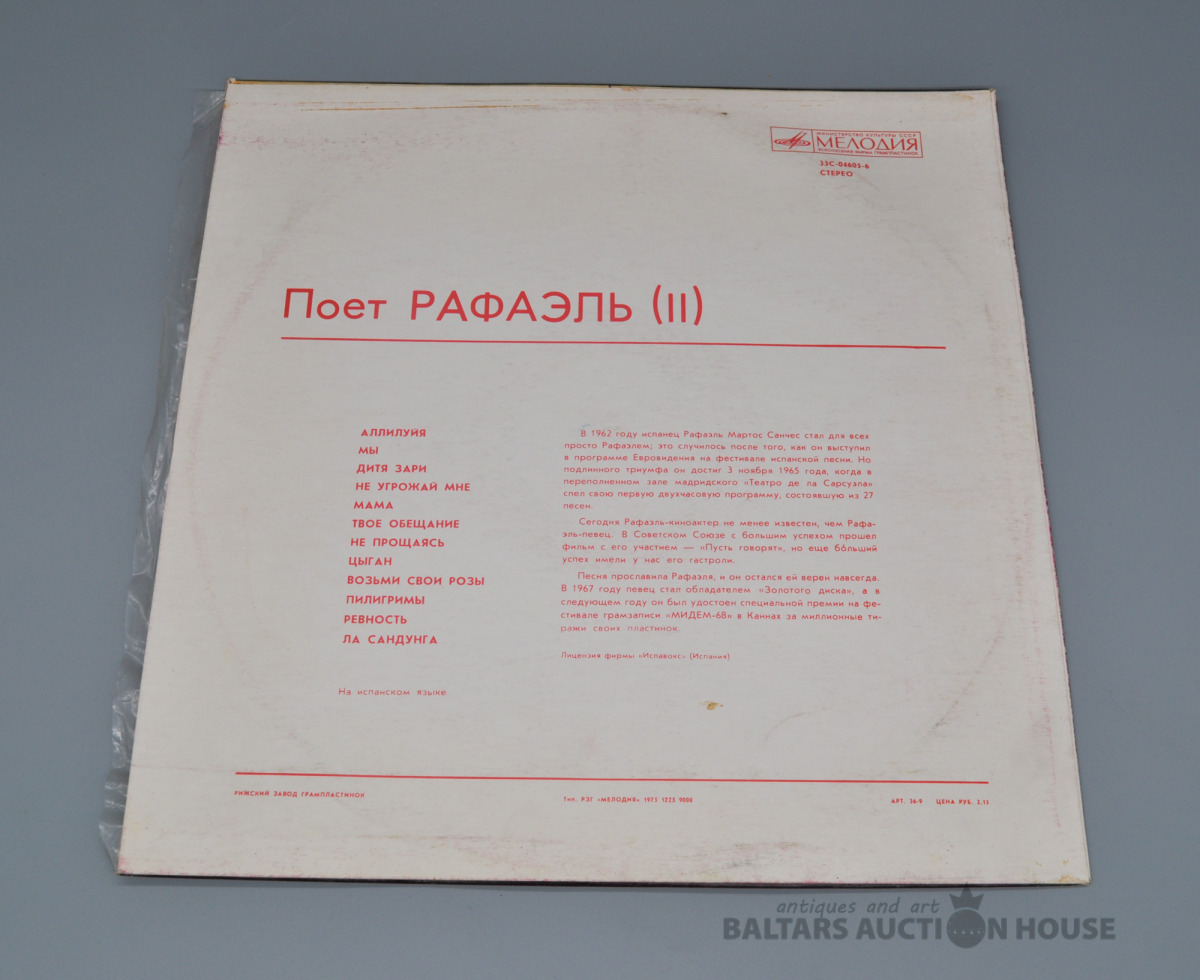 МИНИСТЕРСТВО КУЛЬТУРЫ СССР
МЕЛОДИЯ
ВСЕСОЮЗНАЯ ФИРМА ГРАМПЛАСТИНОК
33С-04605-6
СТЕРЕО
Поет РАФАЭЛЬ (II)
АЛЛИЛУЙЯ
МЫ
ДИТЯ ЗАРИ
НЕ УГРОЖАЙ МНЕ
МАМА
ТВОЕ ОБЕЩАНИЕ
НЕ ПРОЩАЯСЬ
ЦЫГАН
ВОЗЬМИ СВОИ РОЗЫ
ПИЛИГРИМЫ
РЕВНОСТЬ
ЛА САНДУНГА
На испанском языке
В 1962 году испанец Рафаэль Мартос Санчес стал для всех
просто Рафаэлем; это случилось после того, как он выступил
в программе Евровидения на фестивале испанской песни. Но
подлинного триумфа он достиг 3 ноября 1965 года, когда в
переполненном зале мадридского «Театро де ла Сарсуэла»
спел свою первую двухчасовую программу, состоявшую из 27
песен.
Сегодня Рафаэль-киноактер не менее известен, чем Рафа-
эль-певец. В Советском Союзе с большим успехом прошел
фильм с его участием — «Пусть говорят», но еще бо́льший
успех имели у нас его гастроли.
Песня прославила Рафаэля, и он остался ей верен навсегда.
В 1967 году певец стал обладателем «Золотого диска», а в
следующем году он был удостоен специальной премии на фе-
стивале грамзаписи «МИДЕМ-68» в Каннах за миллионные ти-
ражи своих пластинок.
Лицензия фирмы «Испавокс» (Испания)
РИЖСКИЙ ЗАВОД ГРАМПЛАСТИНОК
Тип. РЗГ «МЕЛОДИЯ» 1975 1225 9000
АРТ. 36-9 ЦЕНА РУБ. 2,15
antiques and art
BALTARS AUCTION HOUSE